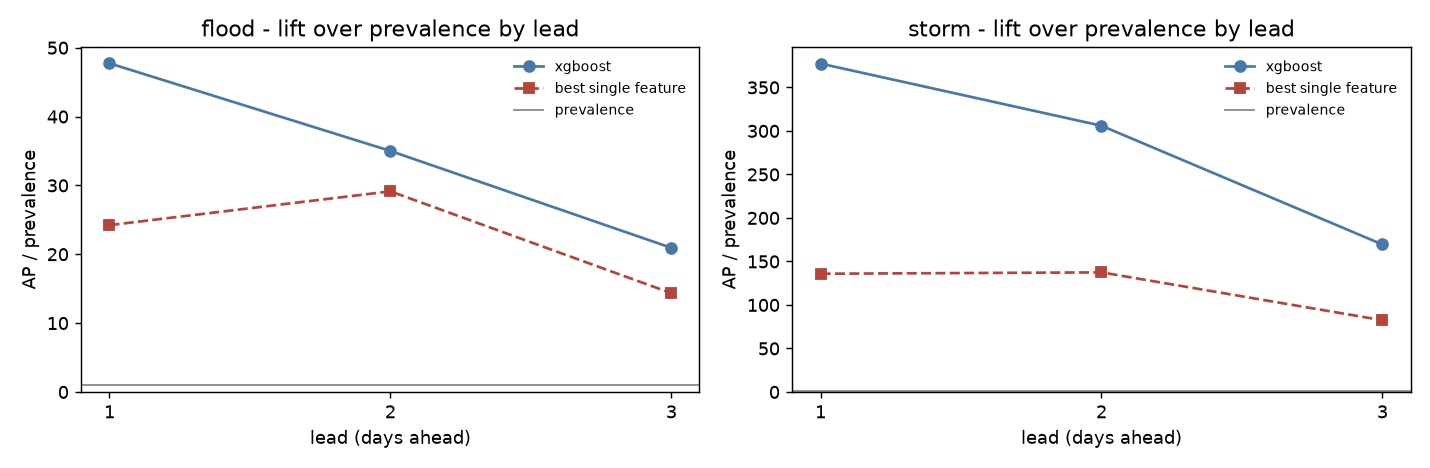 flood - lift over prevalence by lead
xgboost
best single feature
prevalence
AP / prevalence
50
40
30
20
10
0
1
2
3
lead (days ahead)
storm - lift over prevalence by lead
xgboost
best single feature
prevalence
AP / prevalence
350
300
250
200
150
100
50
0
1
2
3
lead (days ahead)